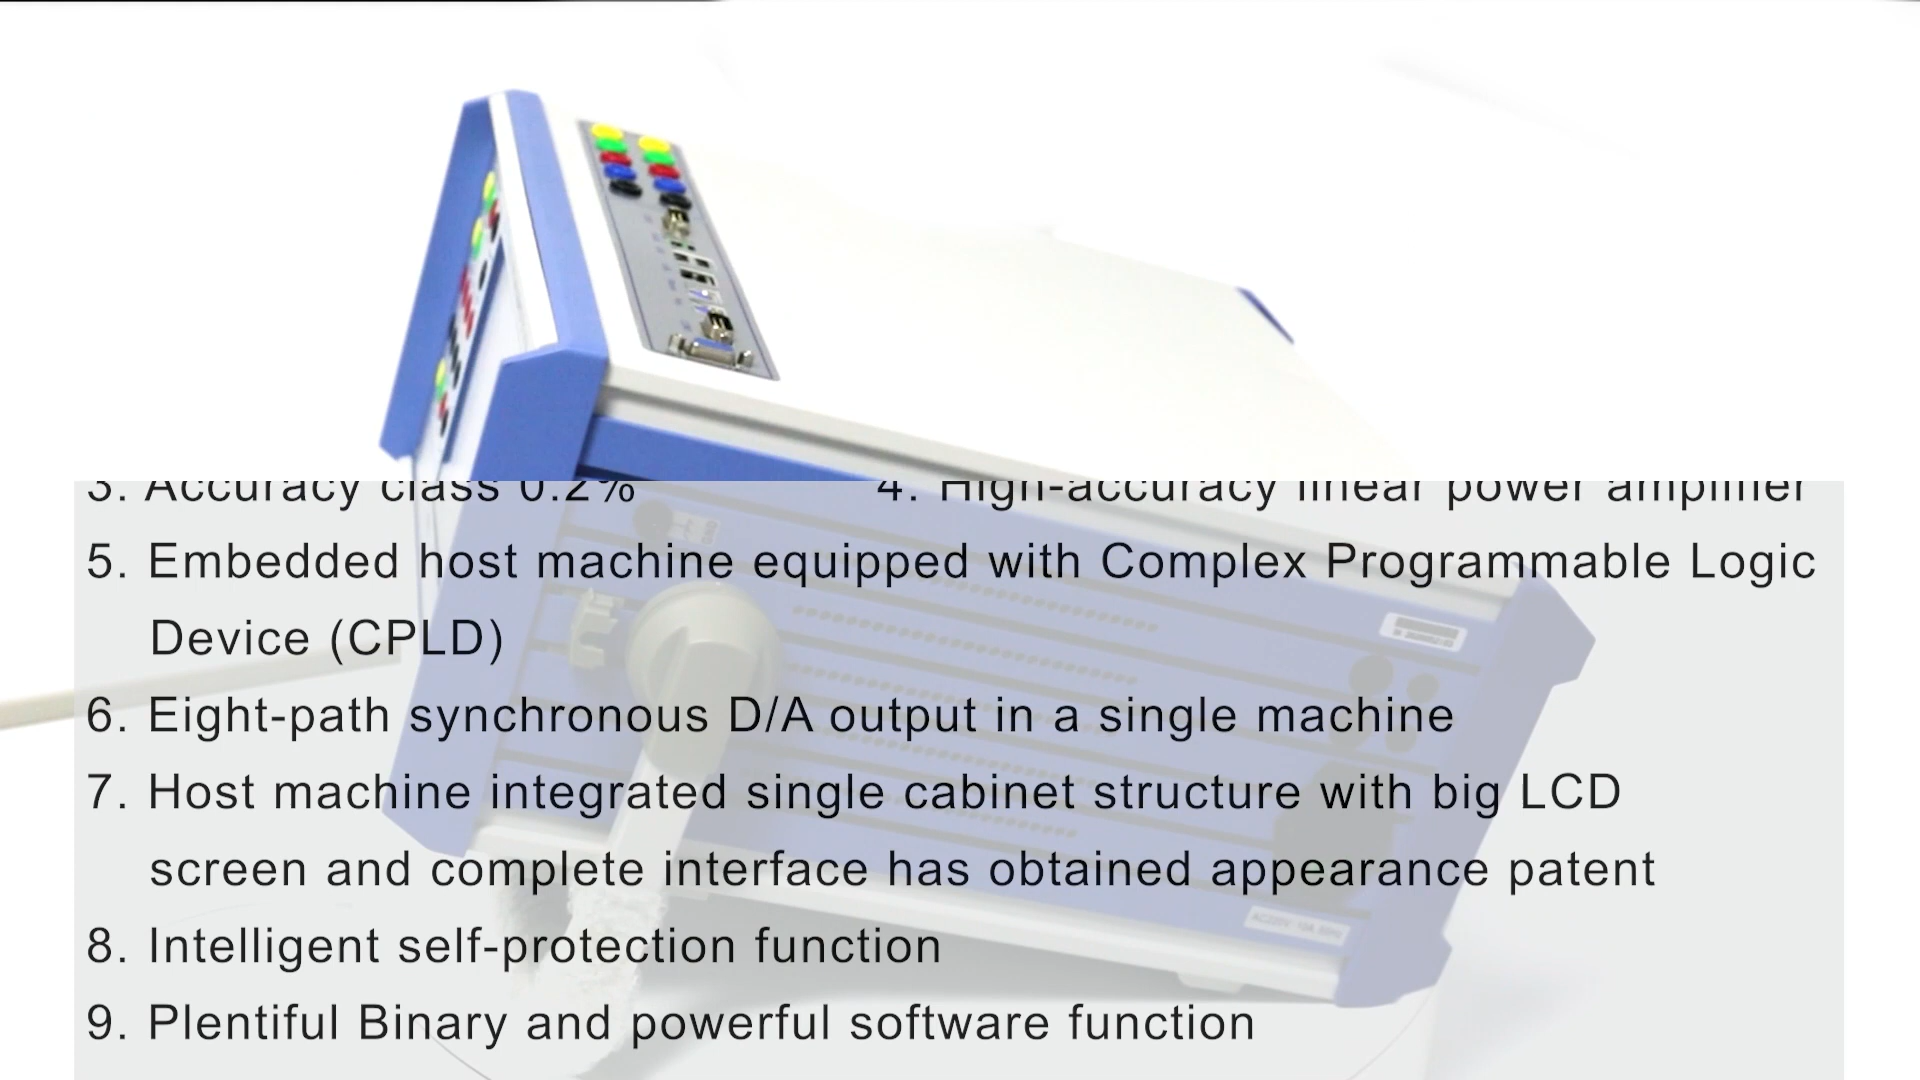 3. Accuracy class 0.2% 4. High-accuracy linear power amplifier
5. Embedded host machine equipped with Complex Programmable Logic
Device (CPLD)
6. Eight-path synchronous D/A output in a single machine
7. Host machine integrated single cabinet structure with big LCD
screen and complete interface has obtained appearance patent
8. Intelligent self-protection function
9. Plentiful Binary and powerful software function